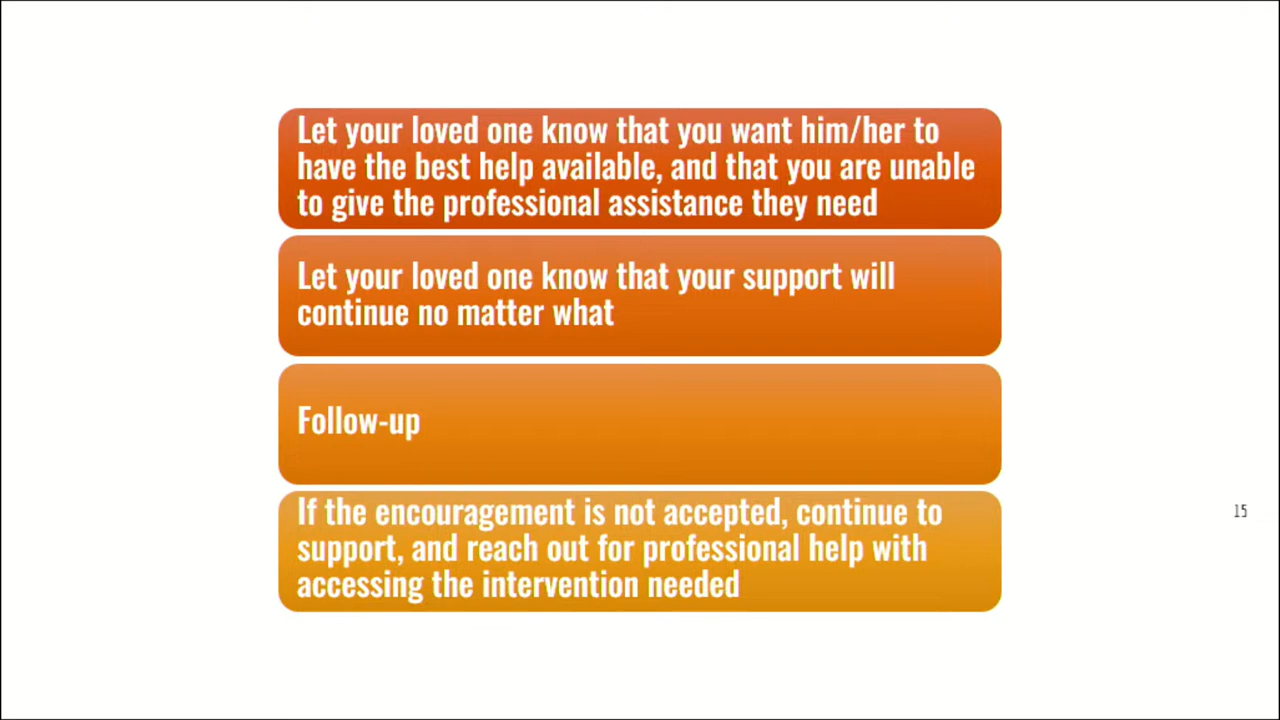 Let your loved one know that you want him/her to
have the best help available, and that you are unable
to give the professional assistance they need
Let your loved one know that your support will
continue no matter what
Follow-up
If the encouragement is not accepted, continue to
support, and reach out for professional help with
accessing the intervention needed
15